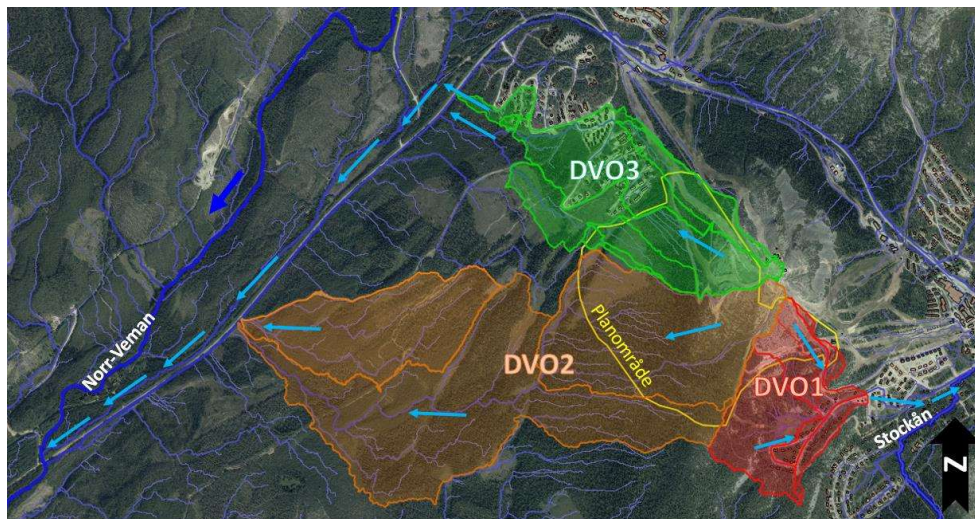 DVO3
Norr-Veman
Planområde
DVO2
DVO1
Stockån
N